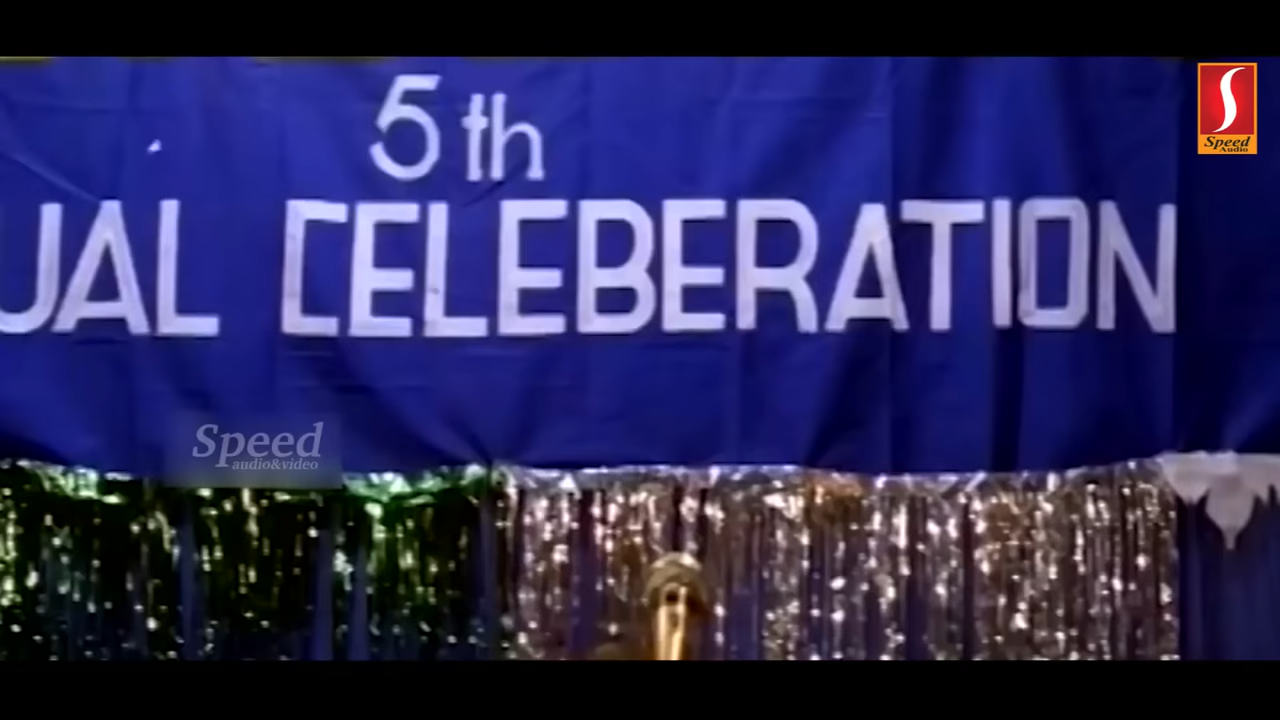 5th
UAL CELEBERATION
S
Speed
Audio
Speed
audio&video